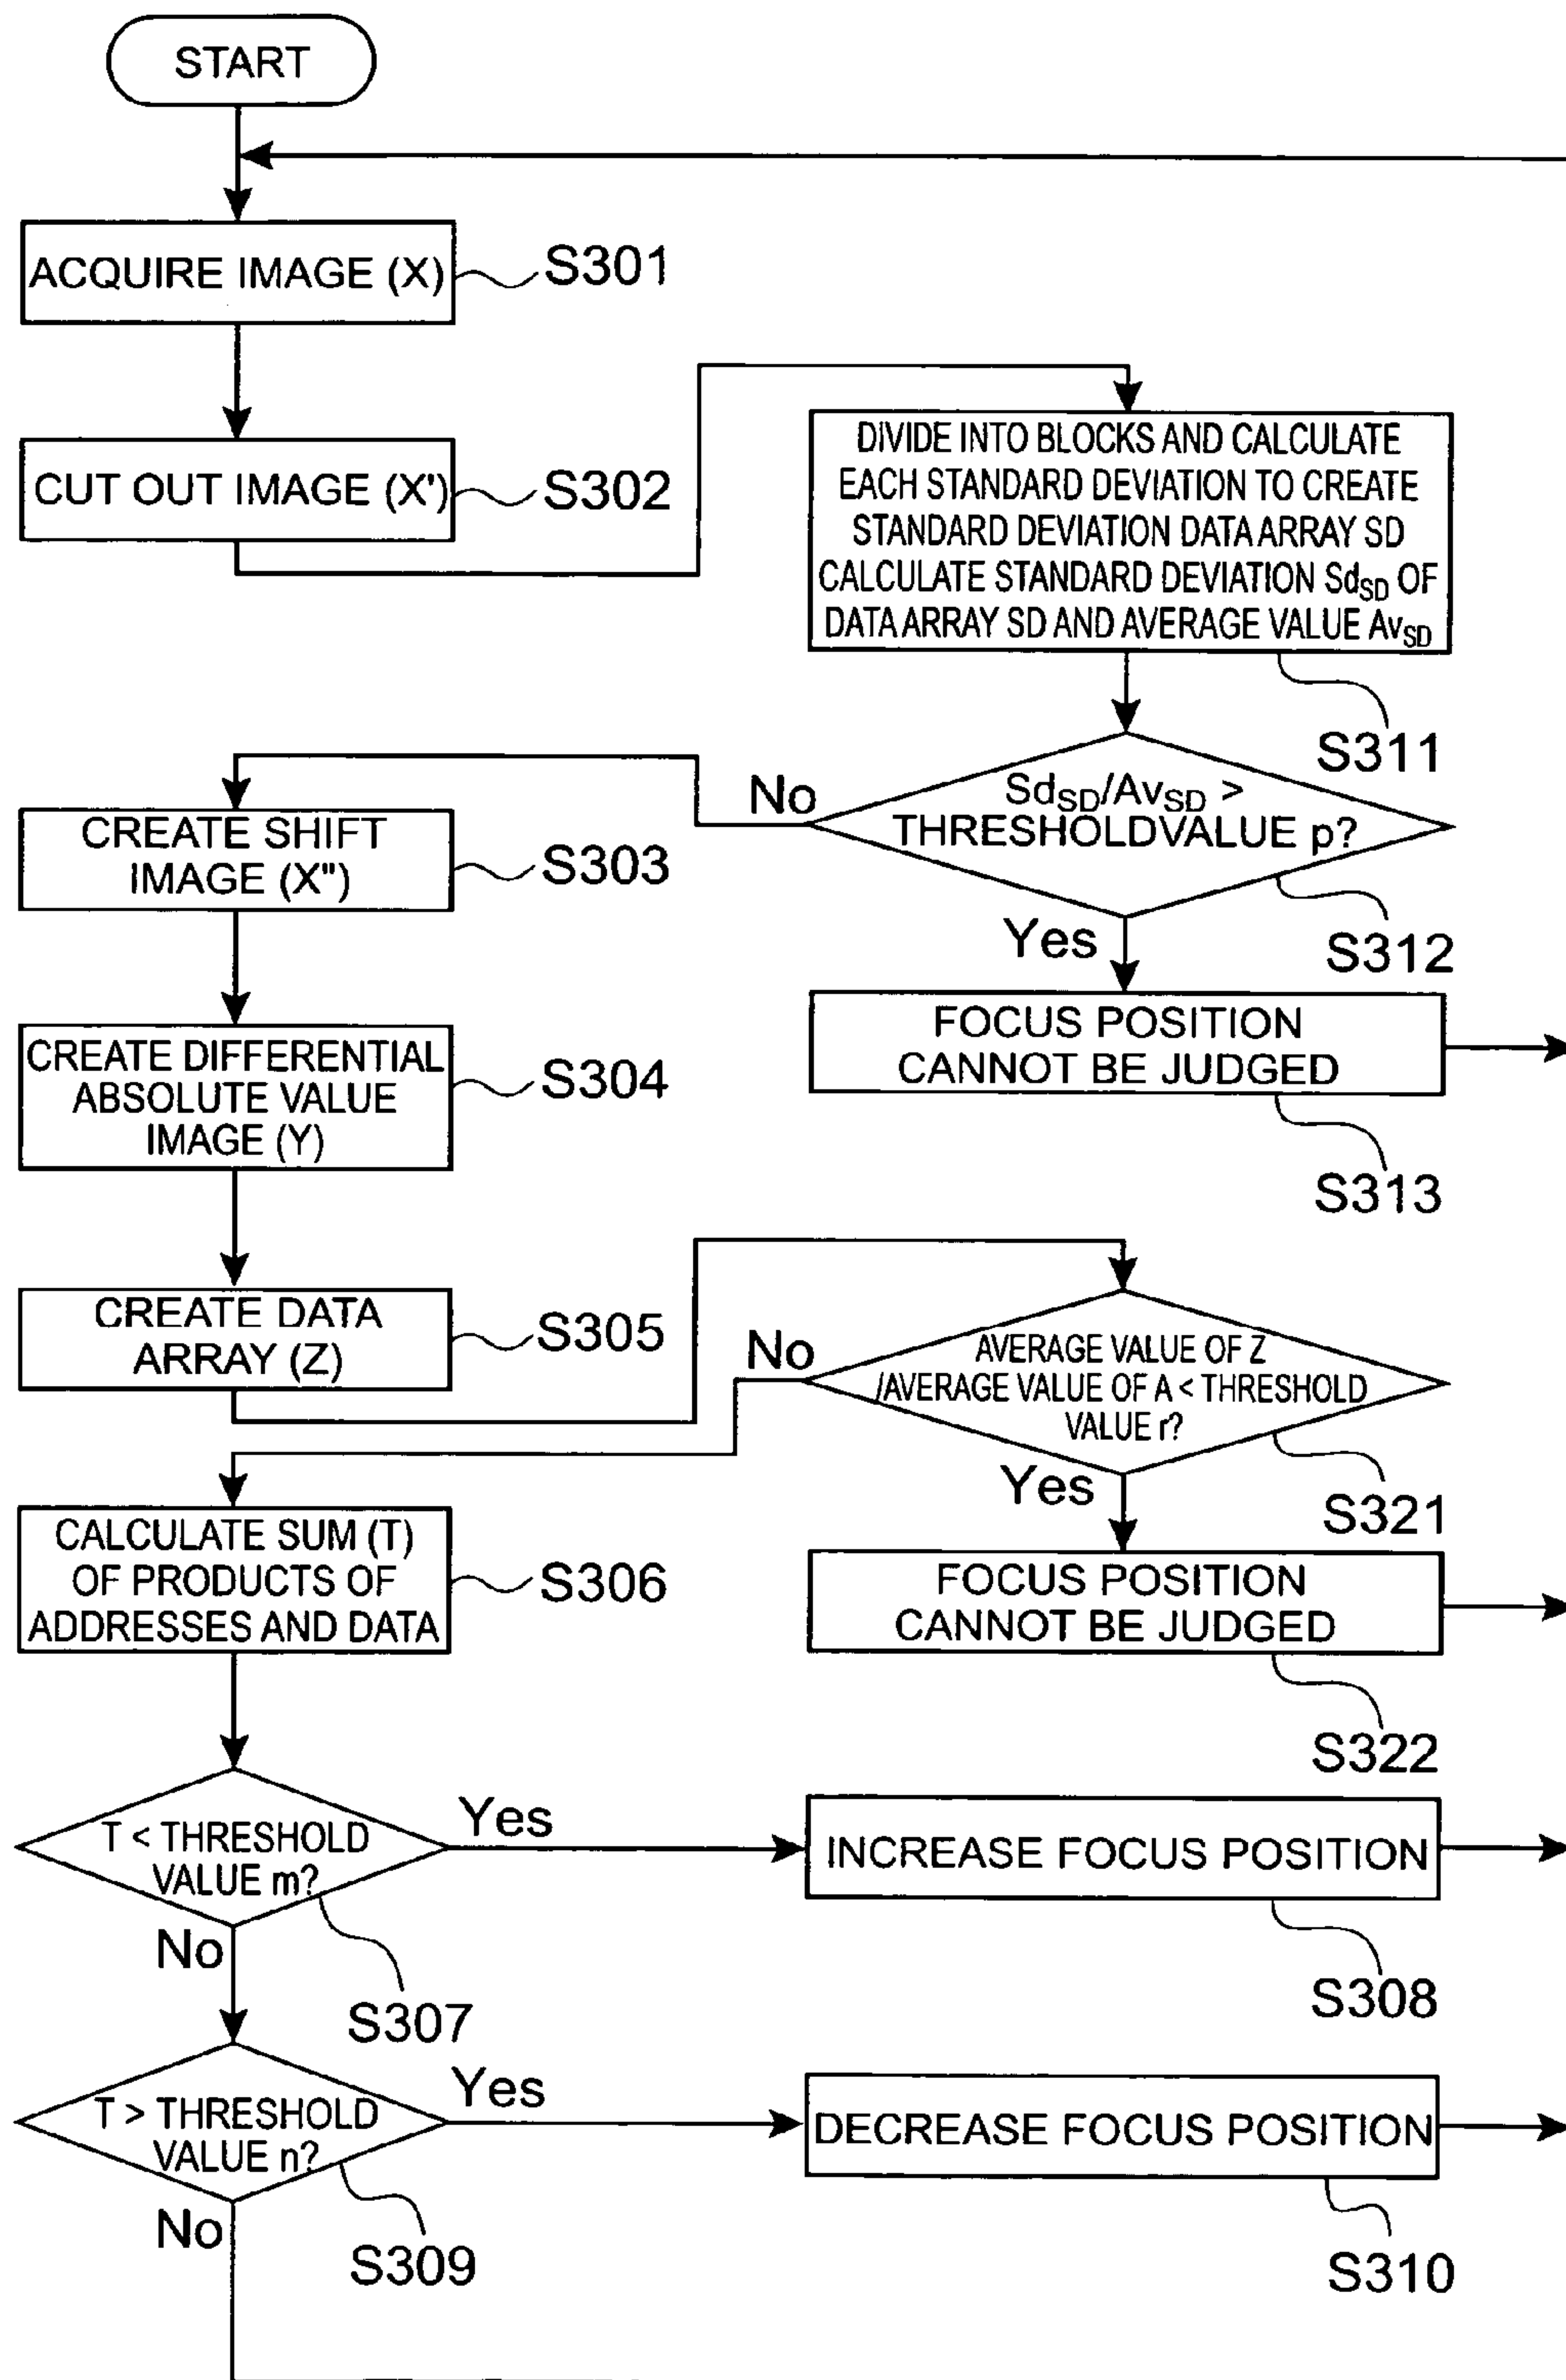 START
ACQUIRE IMAGE (X)
S301
CUT OUT IMAGE (X')
S302
DIVIDE INTO BLOCKS AND CALCULATE
EACH STANDARD DEVIATION TO CREATE
STANDARD DEVIATION DATA ARRAY SD
CALCULATE STANDARD DEVIATION SdSD OF
DATA ARRAY SD AND AVERAGE VALUE AvSD
S311
SdSD/AvSD >
THRESHOLDVALUE p?
No
Yes
S312
CREATE SHIFT
IMAGE (X")
S303
FOCUS POSITION
CANNOT BE JUDGED
S313
CREATE DIFFERENTIAL
ABSOLUTE VALUE
IMAGE (Y)
S304
CREATE DATA
ARRAY (Z)
S305
AVERAGE VALUE OF Z
/AVERAGE VALUE OF A < THRESHOLD
VALUE r?
No
Yes
S321
CALCULATE SUM (T)
OF PRODUCTS OF
ADDRESSES AND DATA
S306
FOCUS POSITION
CANNOT BE JUDGED
S322
T < THRESHOLD
VALUE m?
Yes
No
S307
INCREASE FOCUS POSITION
S308
T > THRESHOLD
VALUE n?
Yes
No
S309
DECREASE FOCUS POSITION
S310